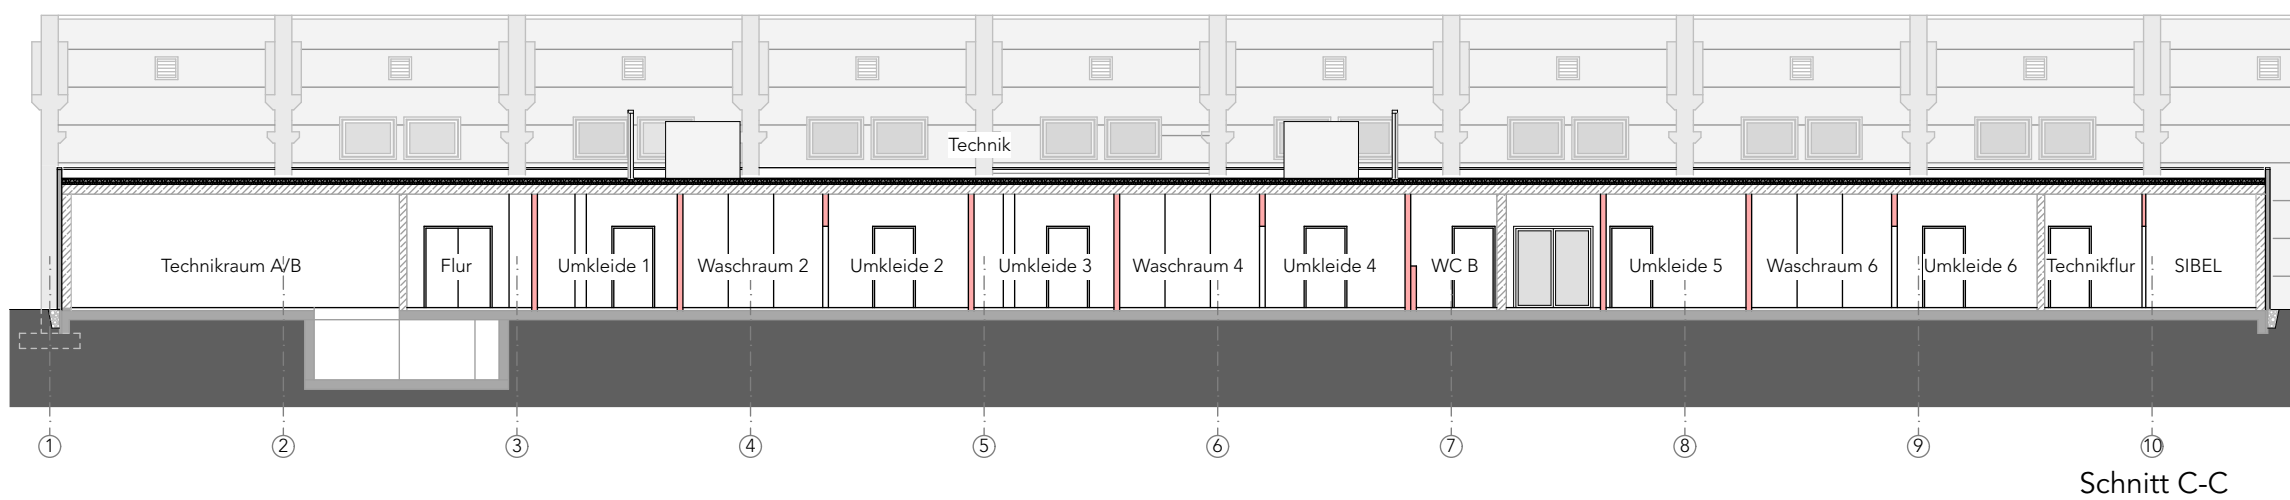 Technik
Technikraum A/B Flur Umkleide 1 Waschraum 2 Umkleide 2 Umkleide 3 Waschraum 4 Umkleide 4 WC B Umkleide 5 Waschraum 6 Umkleide 6 Technikflur SIBEL
1 2 3 4 5 6 7 8 9 10
Schnitt C-C